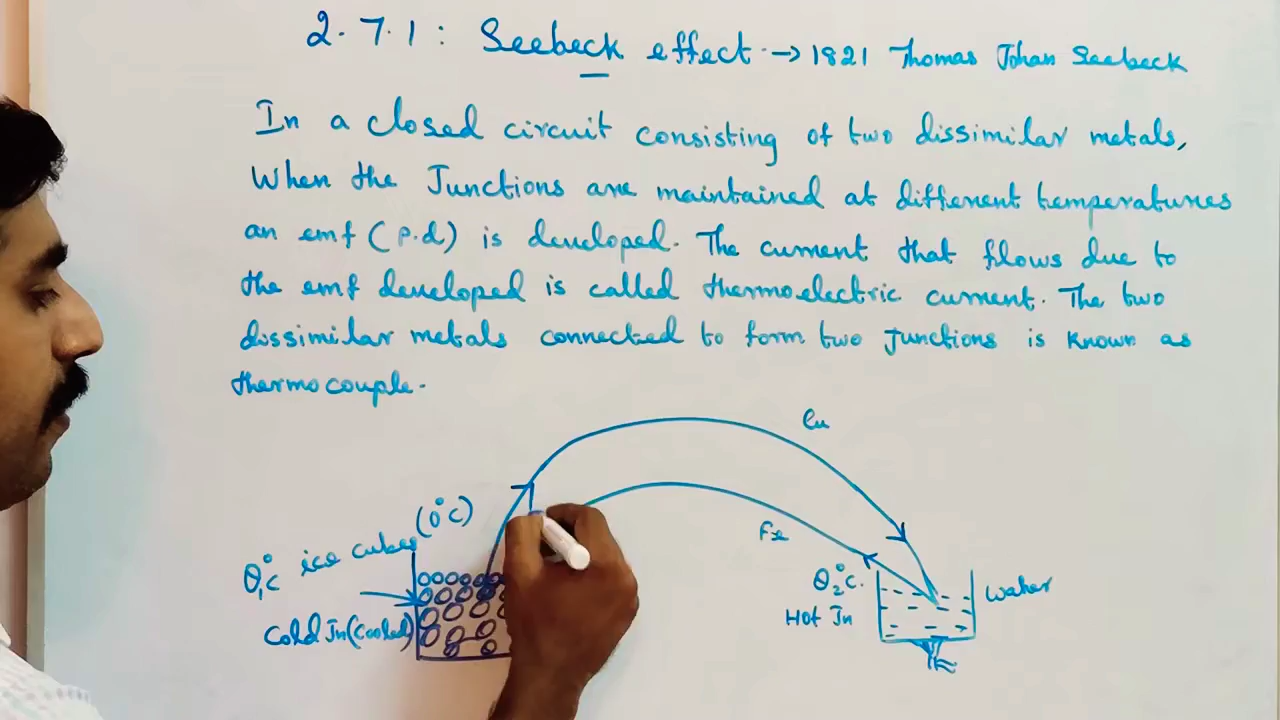 2.7.1: Seebeck effect → 1821 Thomas Johan Seebeck
In a closed circuit consisting of two dissimilar metals,
When the Junctions are maintained at different temperatures
an emf (p.d) is developed. The current that flows due to
the emf developed is called thermoelectric current. The two
dissimilar metals connected to form two Junctions is known as
thermocouple.
Cu
(0°C)
ice cubes
Fe
θ₁°C
θ₂°C.
water
Hot Jn
Cold Jn (Cooled)